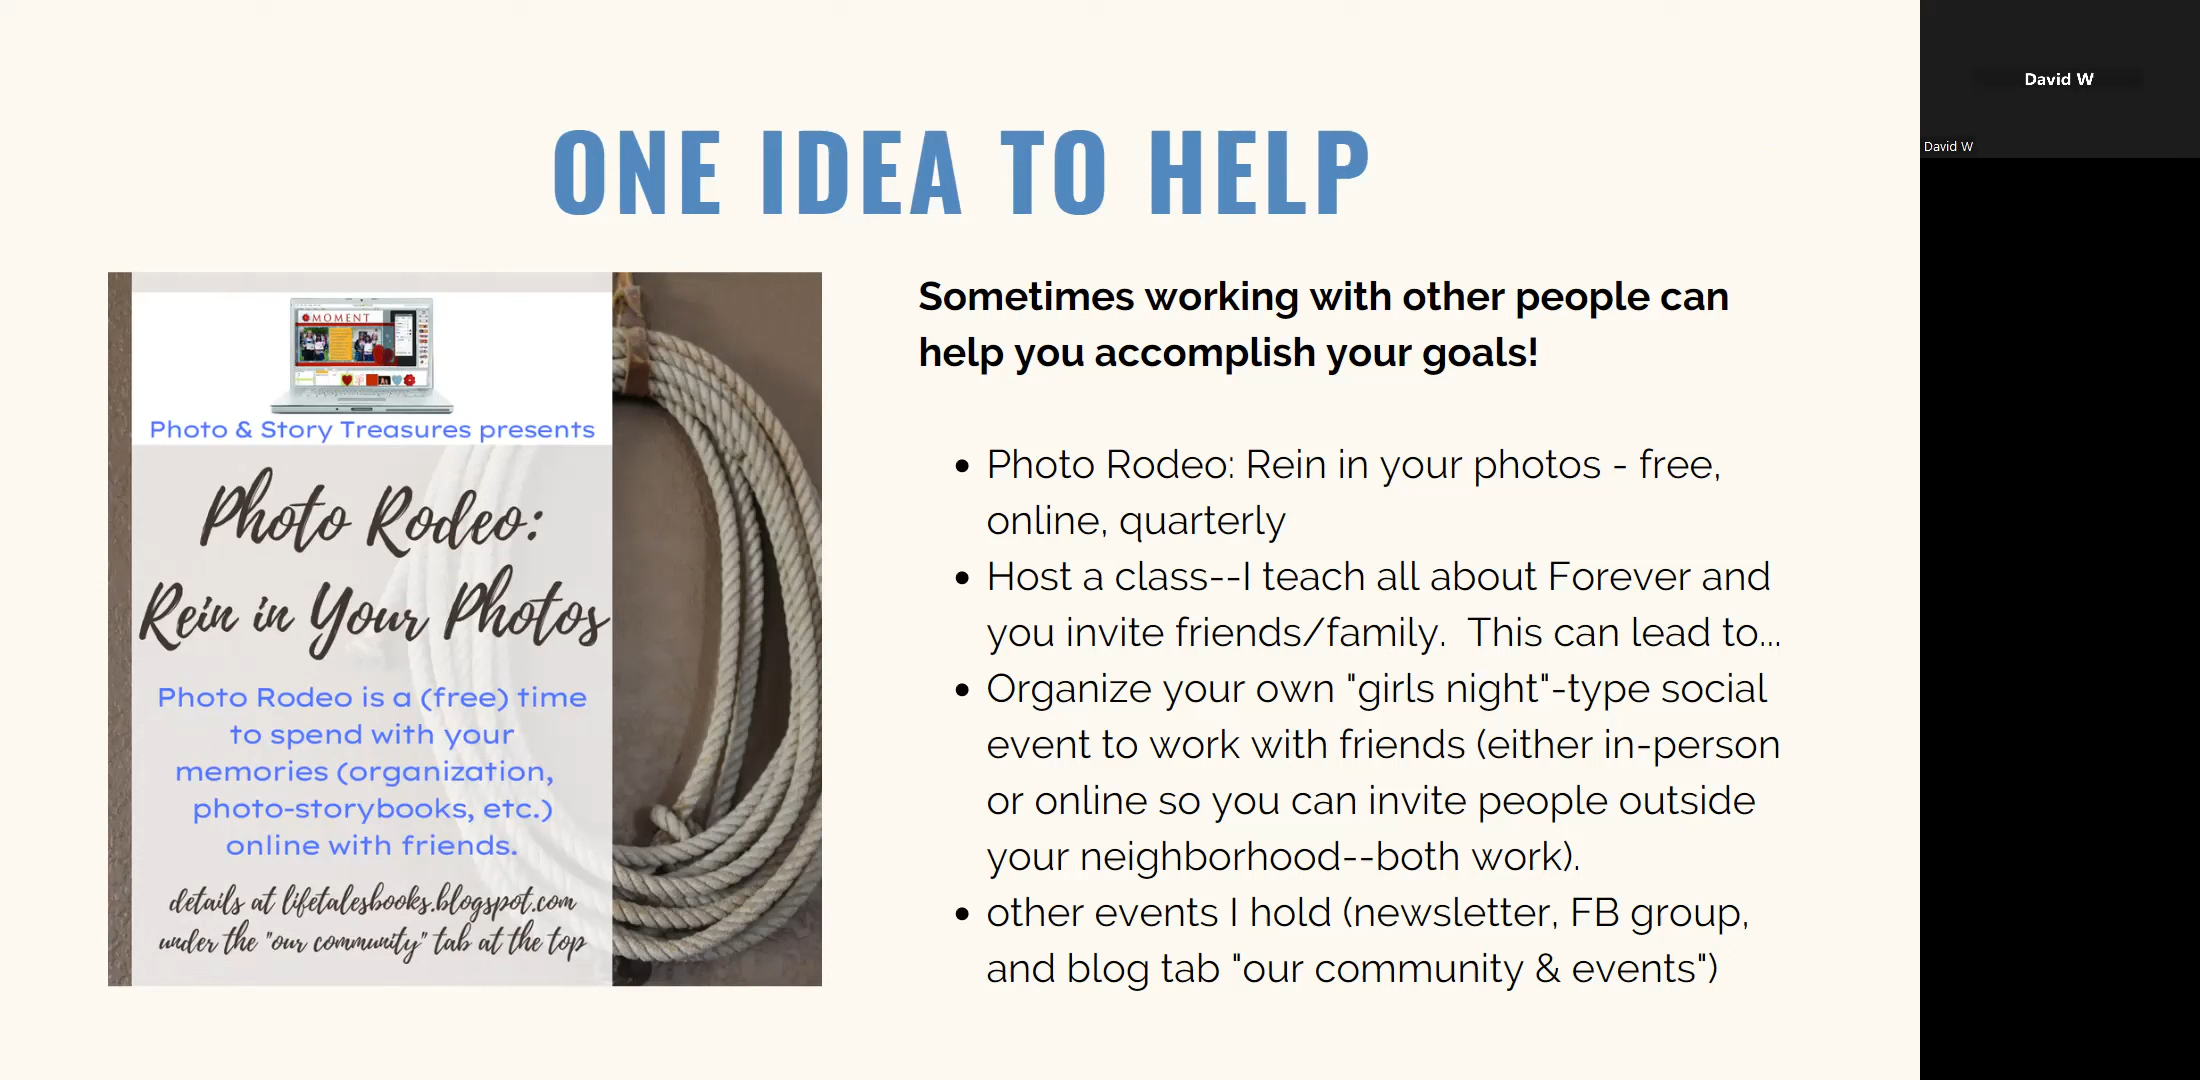 ONE IDEA TO HELP
MOMENT
Photo & Story Treasures presents
Photo Rodeo:
Rein in Your Photos
Photo Rodeo is a (free) time
to spend with your
memories (organization,
photo-storybooks, etc.)
online with friends.
details at lifetalesbooks.blogspot.com
under the "our community" tab at the top
Sometimes working with other people can
help you accomplish your goals!
• Photo Rodeo: Rein in your photos - free,
online, quarterly
• Host a class--I teach all about Forever and
you invite friends/family.  This can lead to...
• Organize your own "girls night"-type social
event to work with friends (either in-person
or online so you can invite people outside
your neighborhood--both work).
• other events I hold (newsletter, FB group,
and blog tab "our community & events")
David W
David W